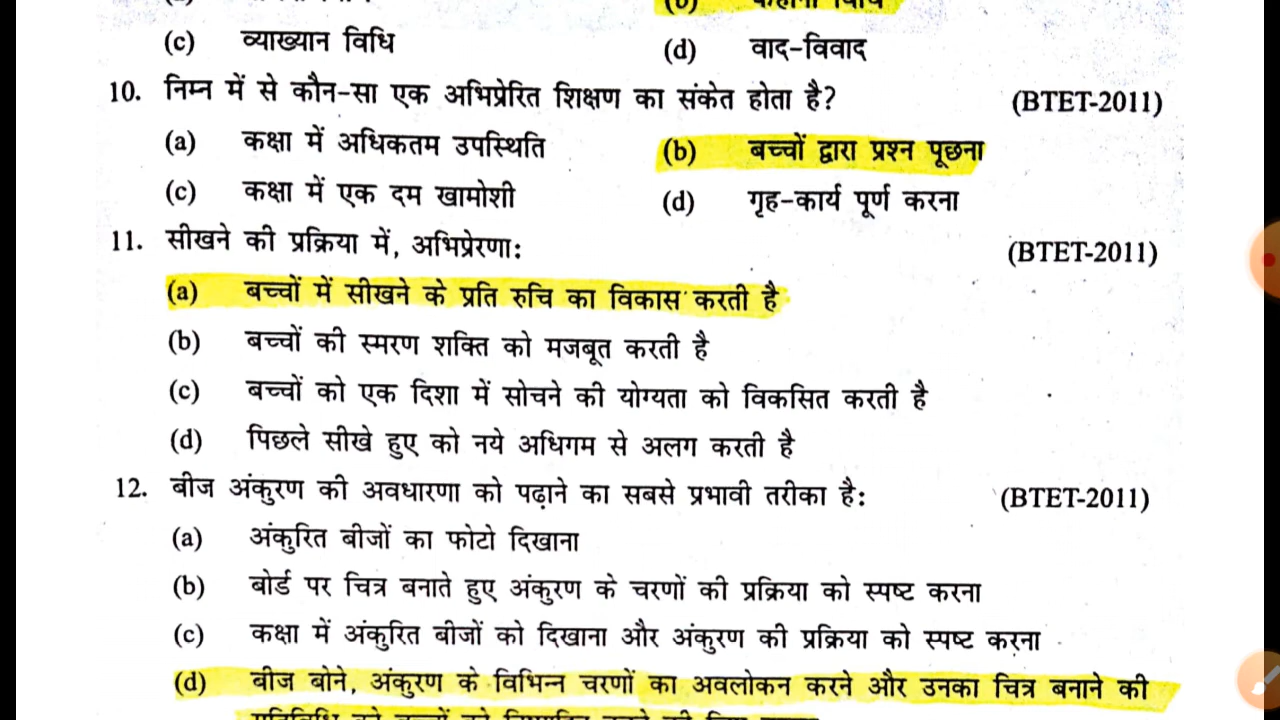 (c) व्याख्यान विधि (d) वाद-विवाद
10. निम्न में से कौन-सा एक अभिप्रेरित शिक्षण का संकेत होता है? (BTET-2011)
(a) कक्षा में अधिकतम उपस्थिति (b) बच्चों द्वारा प्रश्न पूछना
(c) कक्षा में एक दम खामोशी (d) गृह-कार्य पूर्ण करना
11. सीखने की प्रक्रिया में, अभिप्रेरणा: (BTET-2011)
(a) बच्चों में सीखने के प्रति रुचि का विकास करती है
(b) बच्चों की स्मरण शक्ति को मजबूत करती है
(c) बच्चों को एक दिशा में सोचने की योग्यता को विकसित करती है
(d) पिछले सीखे हुए को नये अधिगम से अलग करती है
12. बीज अंकुरण की अवधारणा को पढ़ाने का सबसे प्रभावी तरीका है: (BTET-2011)
(a) अंकुरित बीजों का फोटो दिखाना
(b) बोर्ड पर चित्र बनाते हुए अंकुरण के चरणों की प्रक्रिया को स्पष्ट करना
(c) कक्षा में अंकुरित बीजों को दिखाना और अंकुरण की प्रक्रिया को स्पष्ट करना
(d) बीज बोने, अंकुरण के विभिन्न चरणों का अवलोकन करने और उनका चित्र बनाने की